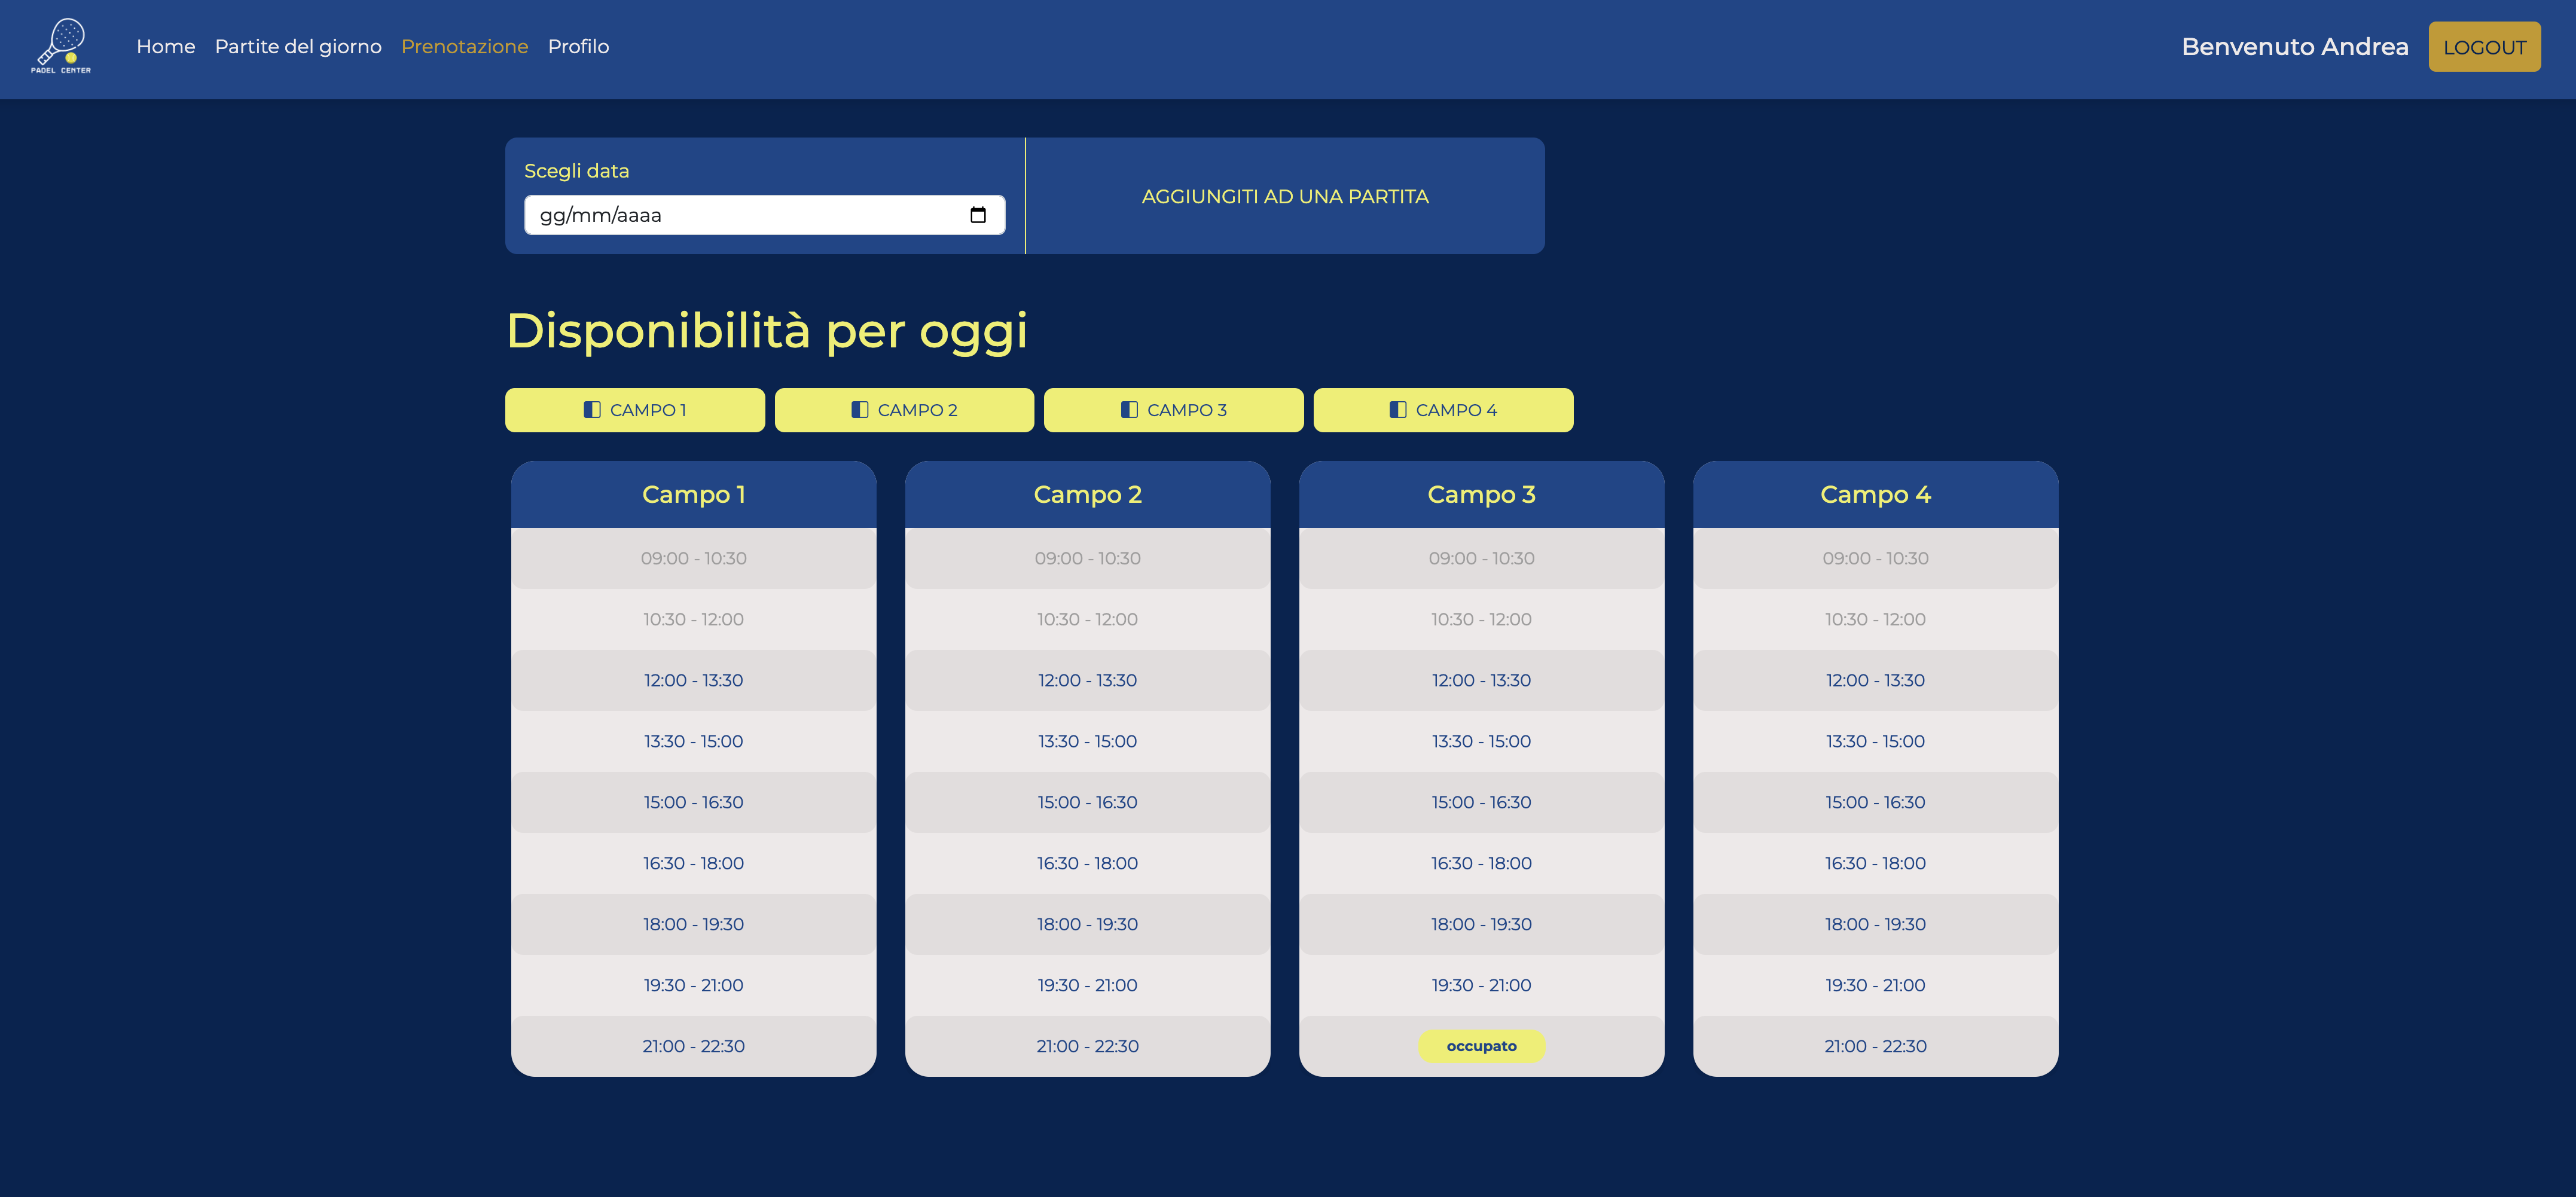 PADEL CENTER
Home Partite del giorno Prenotazione Profilo
Benvenuto Andrea LOGOUT
Scegli data
gg/mm/aaaa
AGGIUNGITI AD UNA PARTITA
Disponibilità per oggi
CAMPO 1 CAMPO 2 CAMPO 3 CAMPO 4
Campo 1
09:00 - 10:30
10:30 - 12:00
12:00 - 13:30
13:30 - 15:00
15:00 - 16:30
16:30 - 18:00
18:00 - 19:30
19:30 - 21:00
21:00 - 22:30
Campo 2
09:00 - 10:30
10:30 - 12:00
12:00 - 13:30
13:30 - 15:00
15:00 - 16:30
16:30 - 18:00
18:00 - 19:30
19:30 - 21:00
21:00 - 22:30
Campo 3
09:00 - 10:30
10:30 - 12:00
12:00 - 13:30
13:30 - 15:00
15:00 - 16:30
16:30 - 18:00
18:00 - 19:30
19:30 - 21:00
occupato
Campo 4
09:00 - 10:30
10:30 - 12:00
12:00 - 13:30
13:30 - 15:00
15:00 - 16:30
16:30 - 18:00
18:00 - 19:30
19:30 - 21:00
21:00 - 22:30